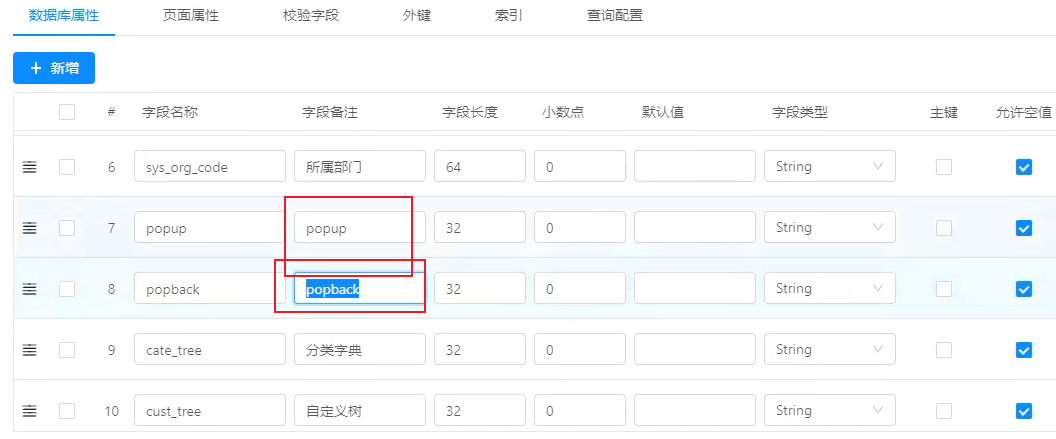 数据库属性 页面属性 校验字段 外键 索引 查询配置
+ 新增
# 字段名称 字段备注 字段长度 小数点 默认值 字段类型 主键 允许空值
6 sys_org_code 所属部门 64 0 String
7 popup popup 32 0 String
8 popback popback 32 0 String
9 cate_tree 分类字典 32 0 String
10 cust_tree 自定义树 32 0 String